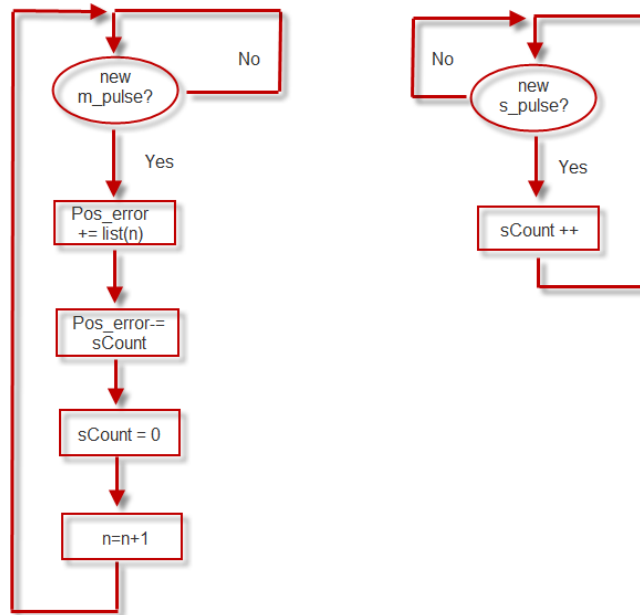 No
new
m_pulse?
Yes
Pos_error
+= list(n)
Pos_error-=
sCount
sCount = 0
n=n+1
No
new
s_pulse?
Yes
sCount ++